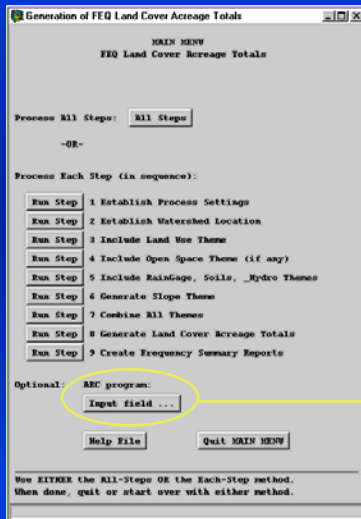 Generation of FEQ Land Cover Acreage Totals
MAIN MENU
FEQ Land Cover Acreage Totals
Process All Steps: All Steps
-OR-
Process Each Step (in sequence):
Run Step 1 Establish Process Settings
Run Step 2 Establish Watershed Location
Run Step 3 Include Land Use Theme
Run Step 4 Include Open Space Theme (if any)
Run Step 5 Include RainGage, Soils, _Hydro Themes
Run Step 6 Generate Slope Theme
Run Step 7 Combine All Themes
Run Step 8 Generate Land Cover Acreage Totals
Run Step 9 Create Frequency Summary Reports
Optional: ARC program:
Input field ...
Help File Quit MAIN MENU
Use EITHER the All-Steps OR the Each-Step method.
When done, quit or start over with either method.